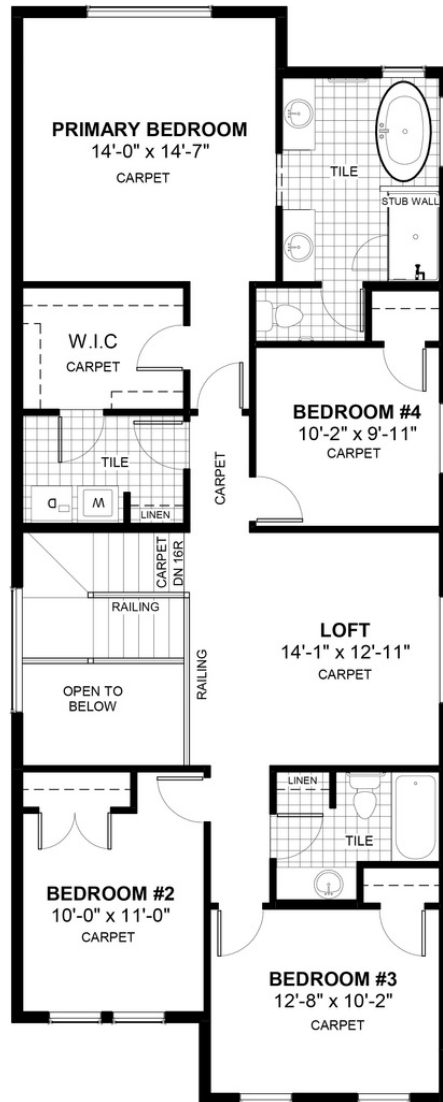 PRIMARY BEDROOM
14'-0" x 14'-7"
CARPET
TILE
STUB WALL
W.I.C
CARPET
BEDROOM #4
10'-2" x 9'-11"
CARPET
TILE
D
W
LINEN
CARPET
CARPET
DN 16R
RAILING
RAILING
LOFT
14'-1" x 12'-11"
CARPET
OPEN TO
BELOW
LINEN
TILE
BEDROOM #2
10'-0" x 11'-0"
CARPET
BEDROOM #3
12'-8" x 10'-2"
CARPET